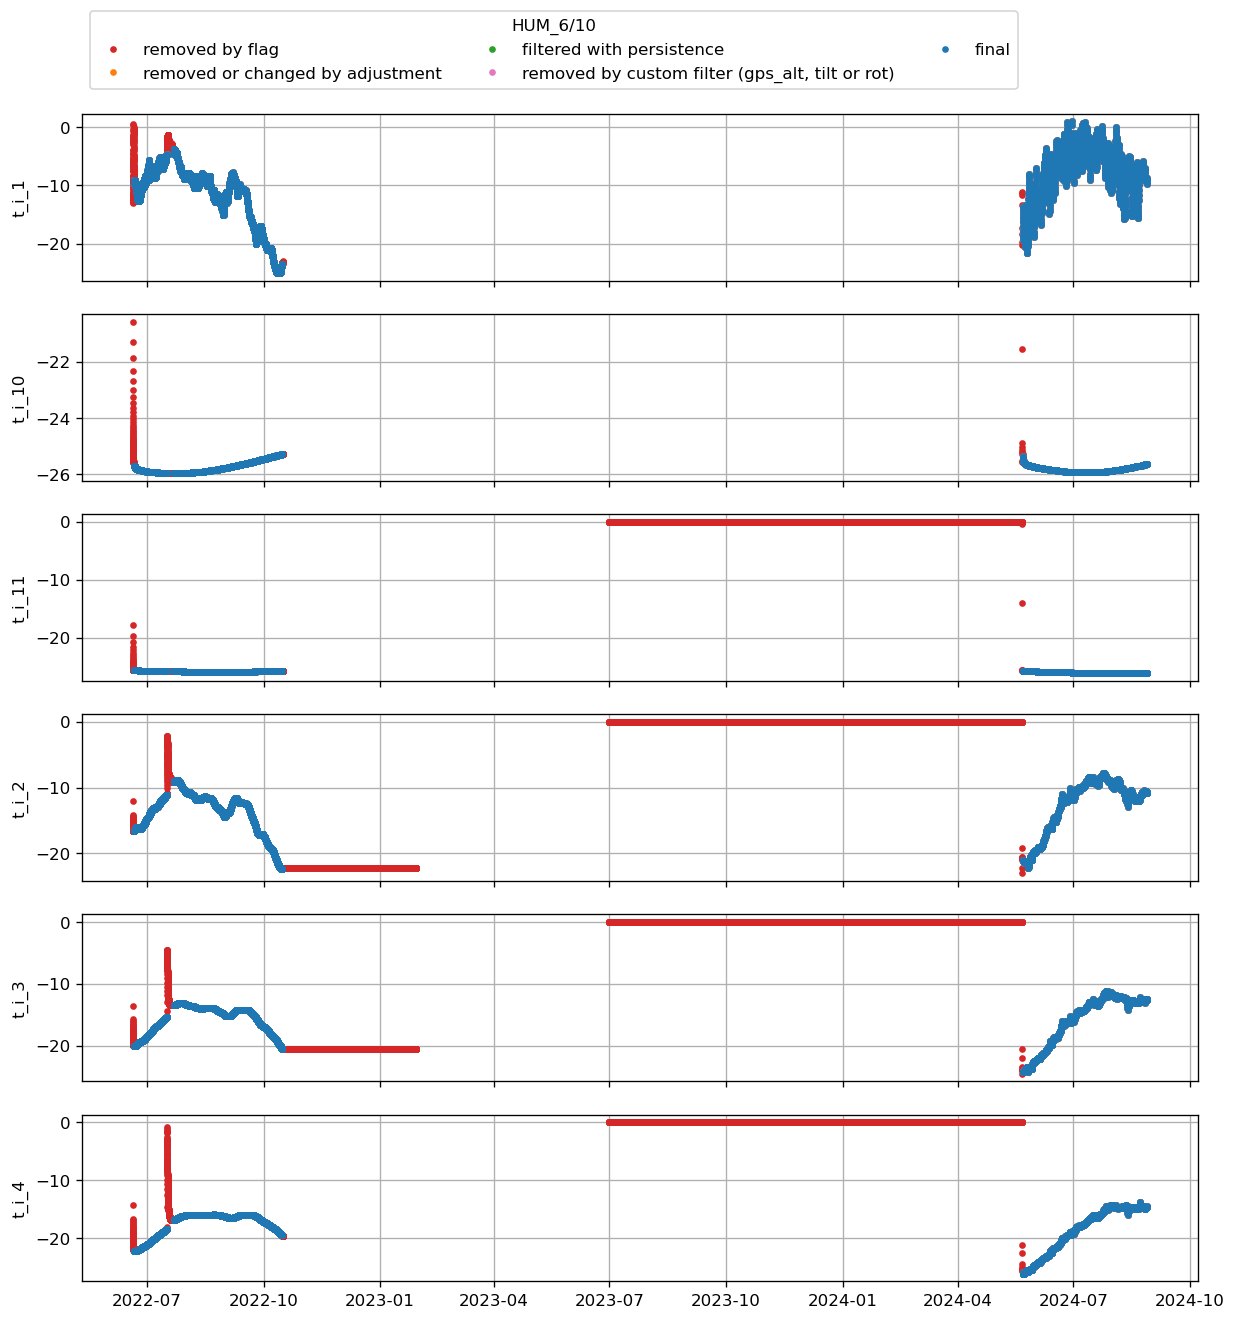 HUM_6/10
removed by flag
removed or changed by adjustment
filtered with persistence
removed by custom filter (gps_alt, tilt or rot)
final
0
−10
−20
t_i_1
−22
−24
−26
t_i_10
0
−10
−20
t_i_11
0
−10
−20
t_i_2
0
−10
−20
t_i_3
0
−10
−20
t_i_4
2022-07 2022-10 2023-01 2023-04 2023-07 2023-10 2024-01 2024-04 2024-07 2024-10